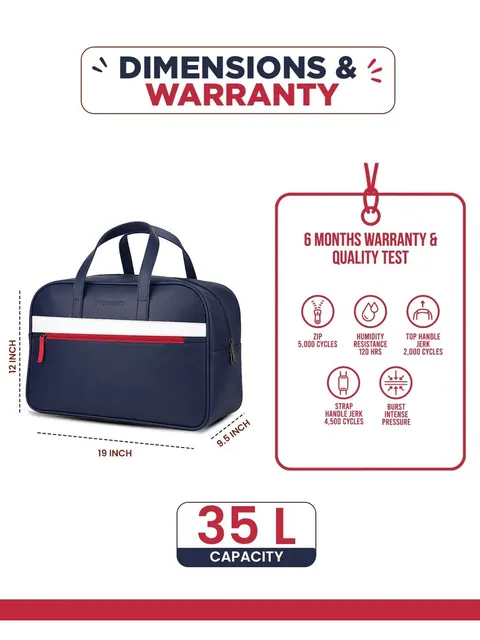 DIMENSIONS &
WARRANTY
6 MONTHS WARRANTY &
QUALITY TEST
ZIP
5,000 CYCLES
HUMIDITY
RESISTANCE
120 HRS
TOP HANDLE
JERK
2,000 CYCLES
STRAP
HANDLE JERK
4,500 CYCLES
BURST
INTENSE
PRESSURE
12 INCH
19 INCH
9.5 INCH
35 L
CAPACITY